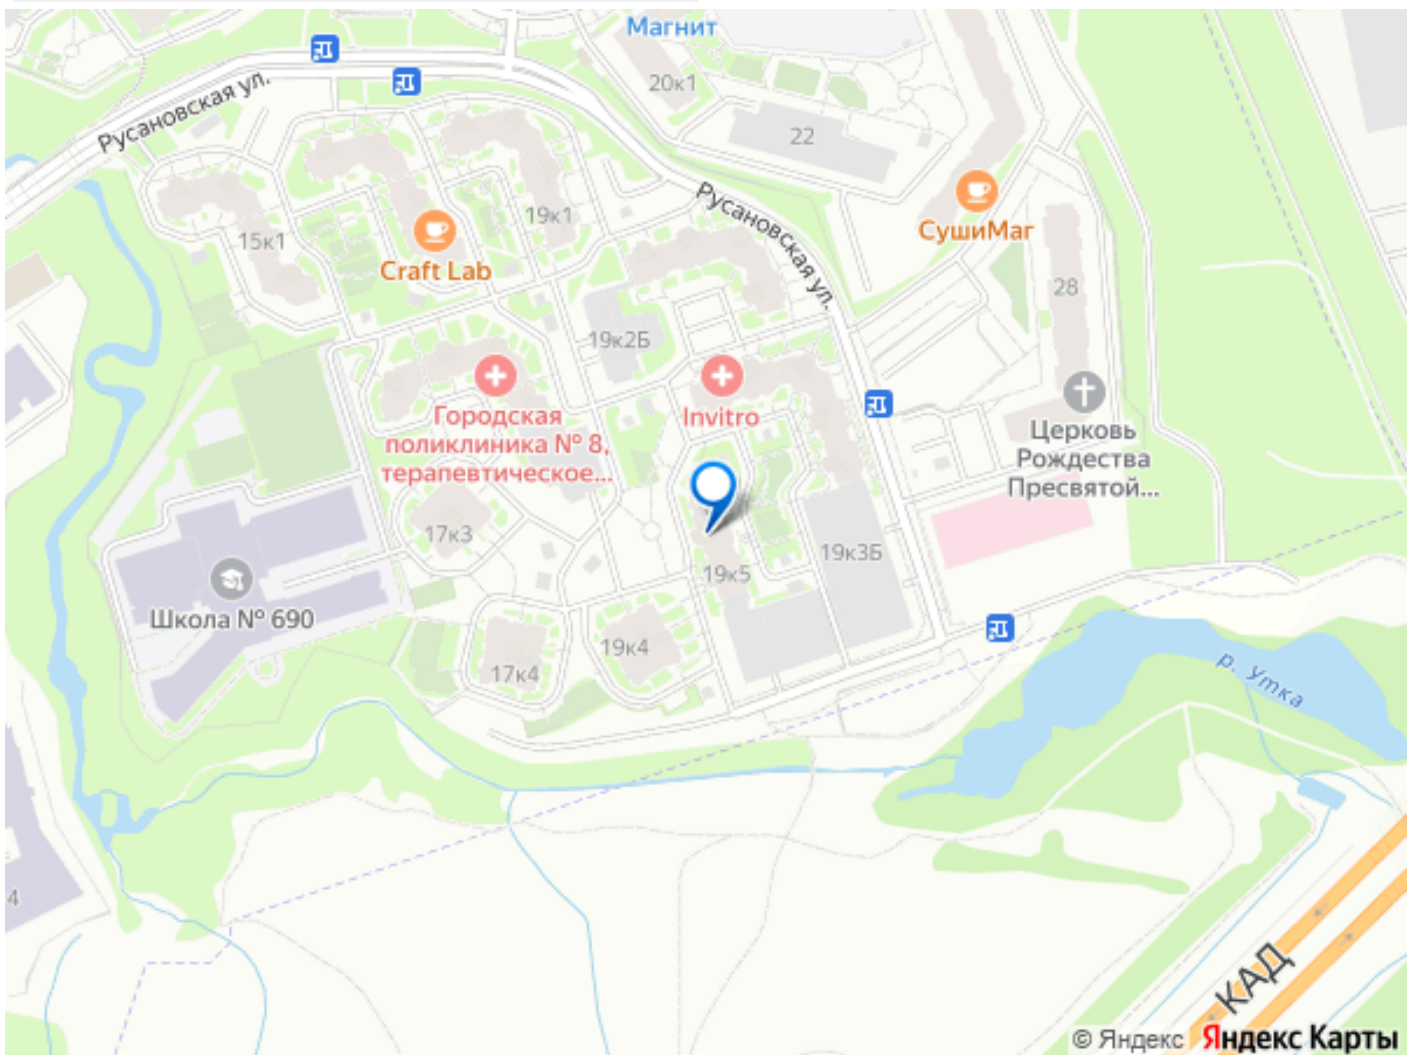 Магнит
20к1
22
Русановская ул.
Русановская ул.
СушиМаг
19к1
15к1
Craft Lab
28
19к2Б
Городская
поликлиника № 8,
терапевтическое...
Invitro
Церковь
Рождества
Пресвятой...
17к3
19к3Б
19к5
Школа № 690
19к4
17к4
р. Утка
4
КАД
© Яндекс Яндекс Карты